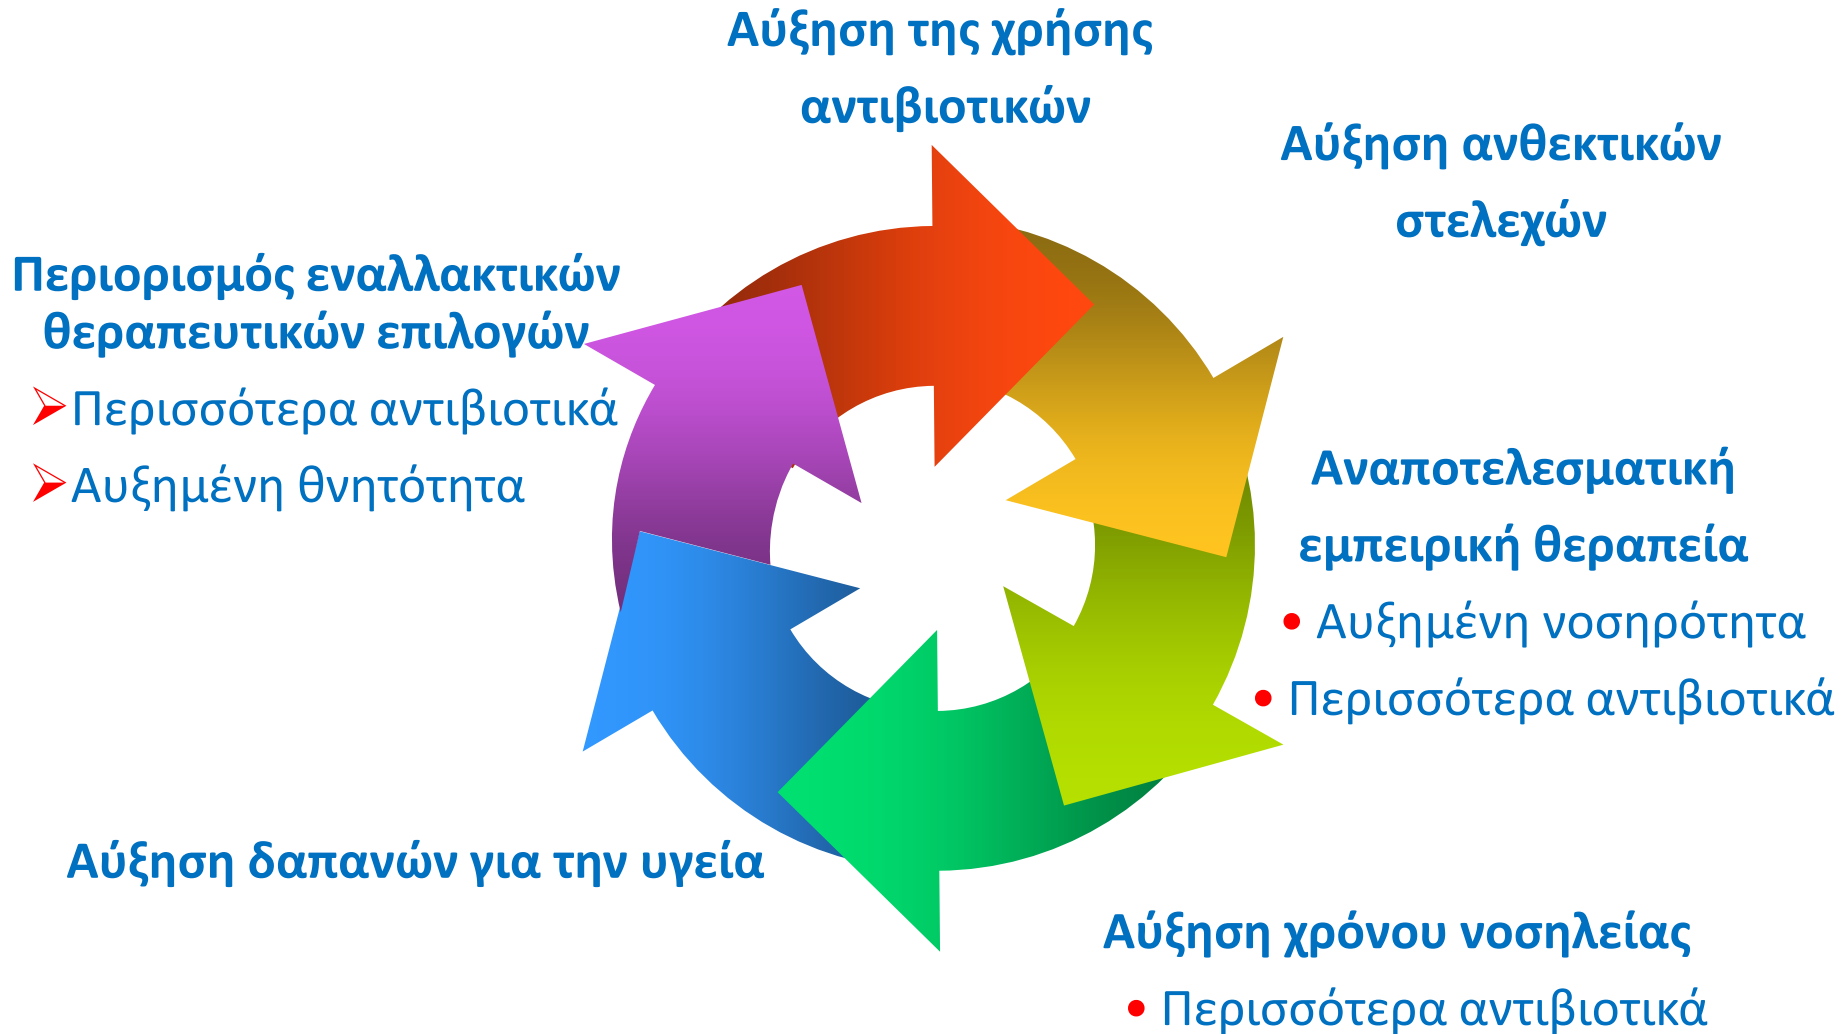 Αύξηση της χρήσης
αντιβιοτικών
Αύξηση ανθεκτικών
στελεχών
Αναποτελεσματική
εμπειρική θεραπεία
• Αυξημένη νοσηρότητα
• Περισσότερα αντιβιοτικά
Αύξηση χρόνου νοσηλείας
• Περισσότερα αντιβιοτικά
Αύξηση δαπανών για την υγεία
Περιορισμός εναλλακτικών
θεραπευτικών επιλογών
➢Περισσότερα αντιβιοτικά
➢Αυξημένη θνητότητα